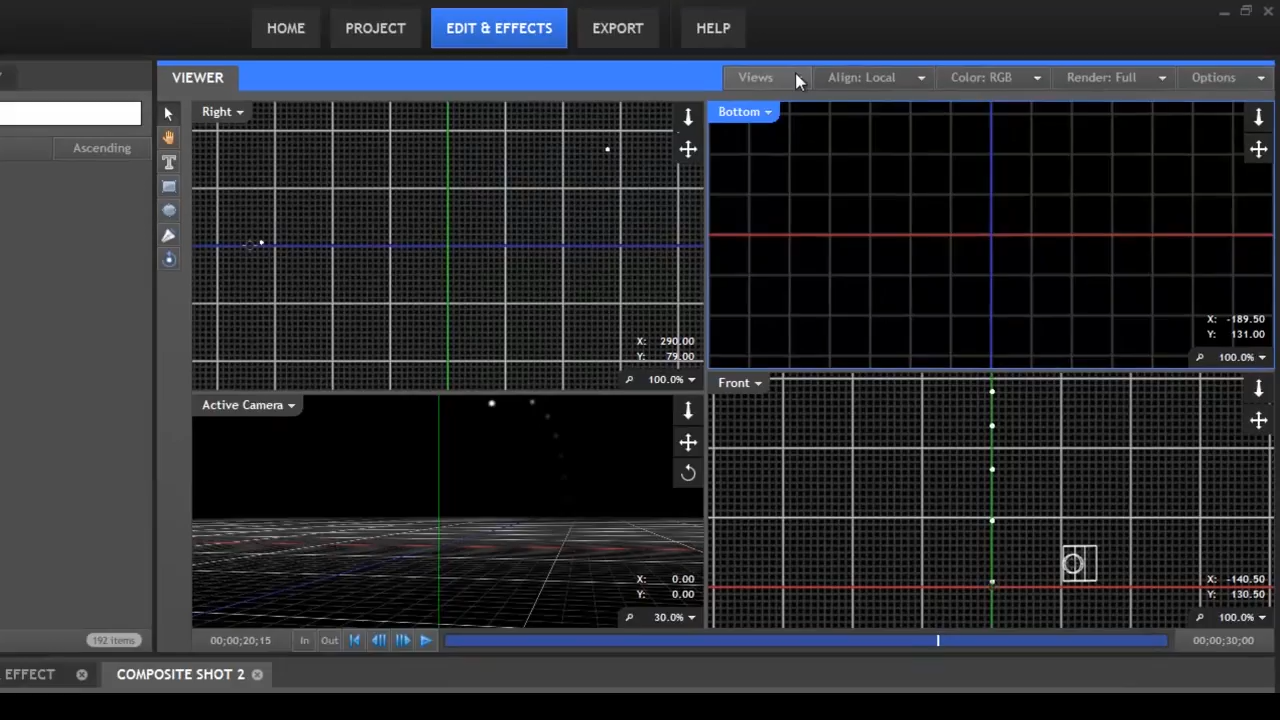 HOME
PROJECT
EDIT & EFFECTS
EXPORT
HELP
VIEWER
Views
Align: Local
Color: RGB
Render: Full
Options
Ascending
Right
X: 290.00
Y: 79.00
100.0%
Bottom
X: -189.50
Y: 131.00
100.0%
Active Camera
X: 0.00
Y: 0.00
30.0%
Front
X: -140.50
Y: 130.50
100.0%
192 items
00;00;20;15
In
Out
00;00;30;00
EFFECT
COMPOSITE SHOT 2